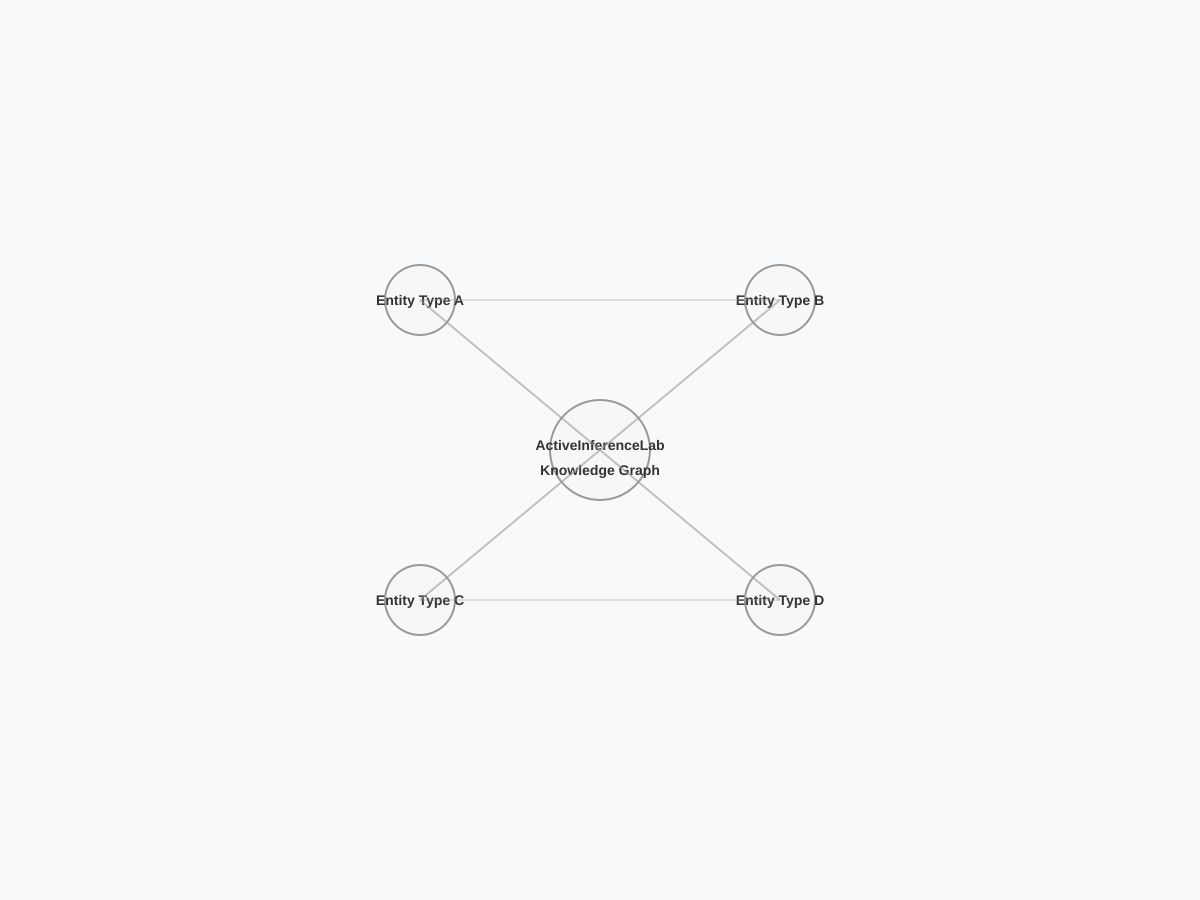 Entity Type A
Entity Type B
ActiveInferenceLab
Knowledge Graph
Entity Type C
Entity Type D